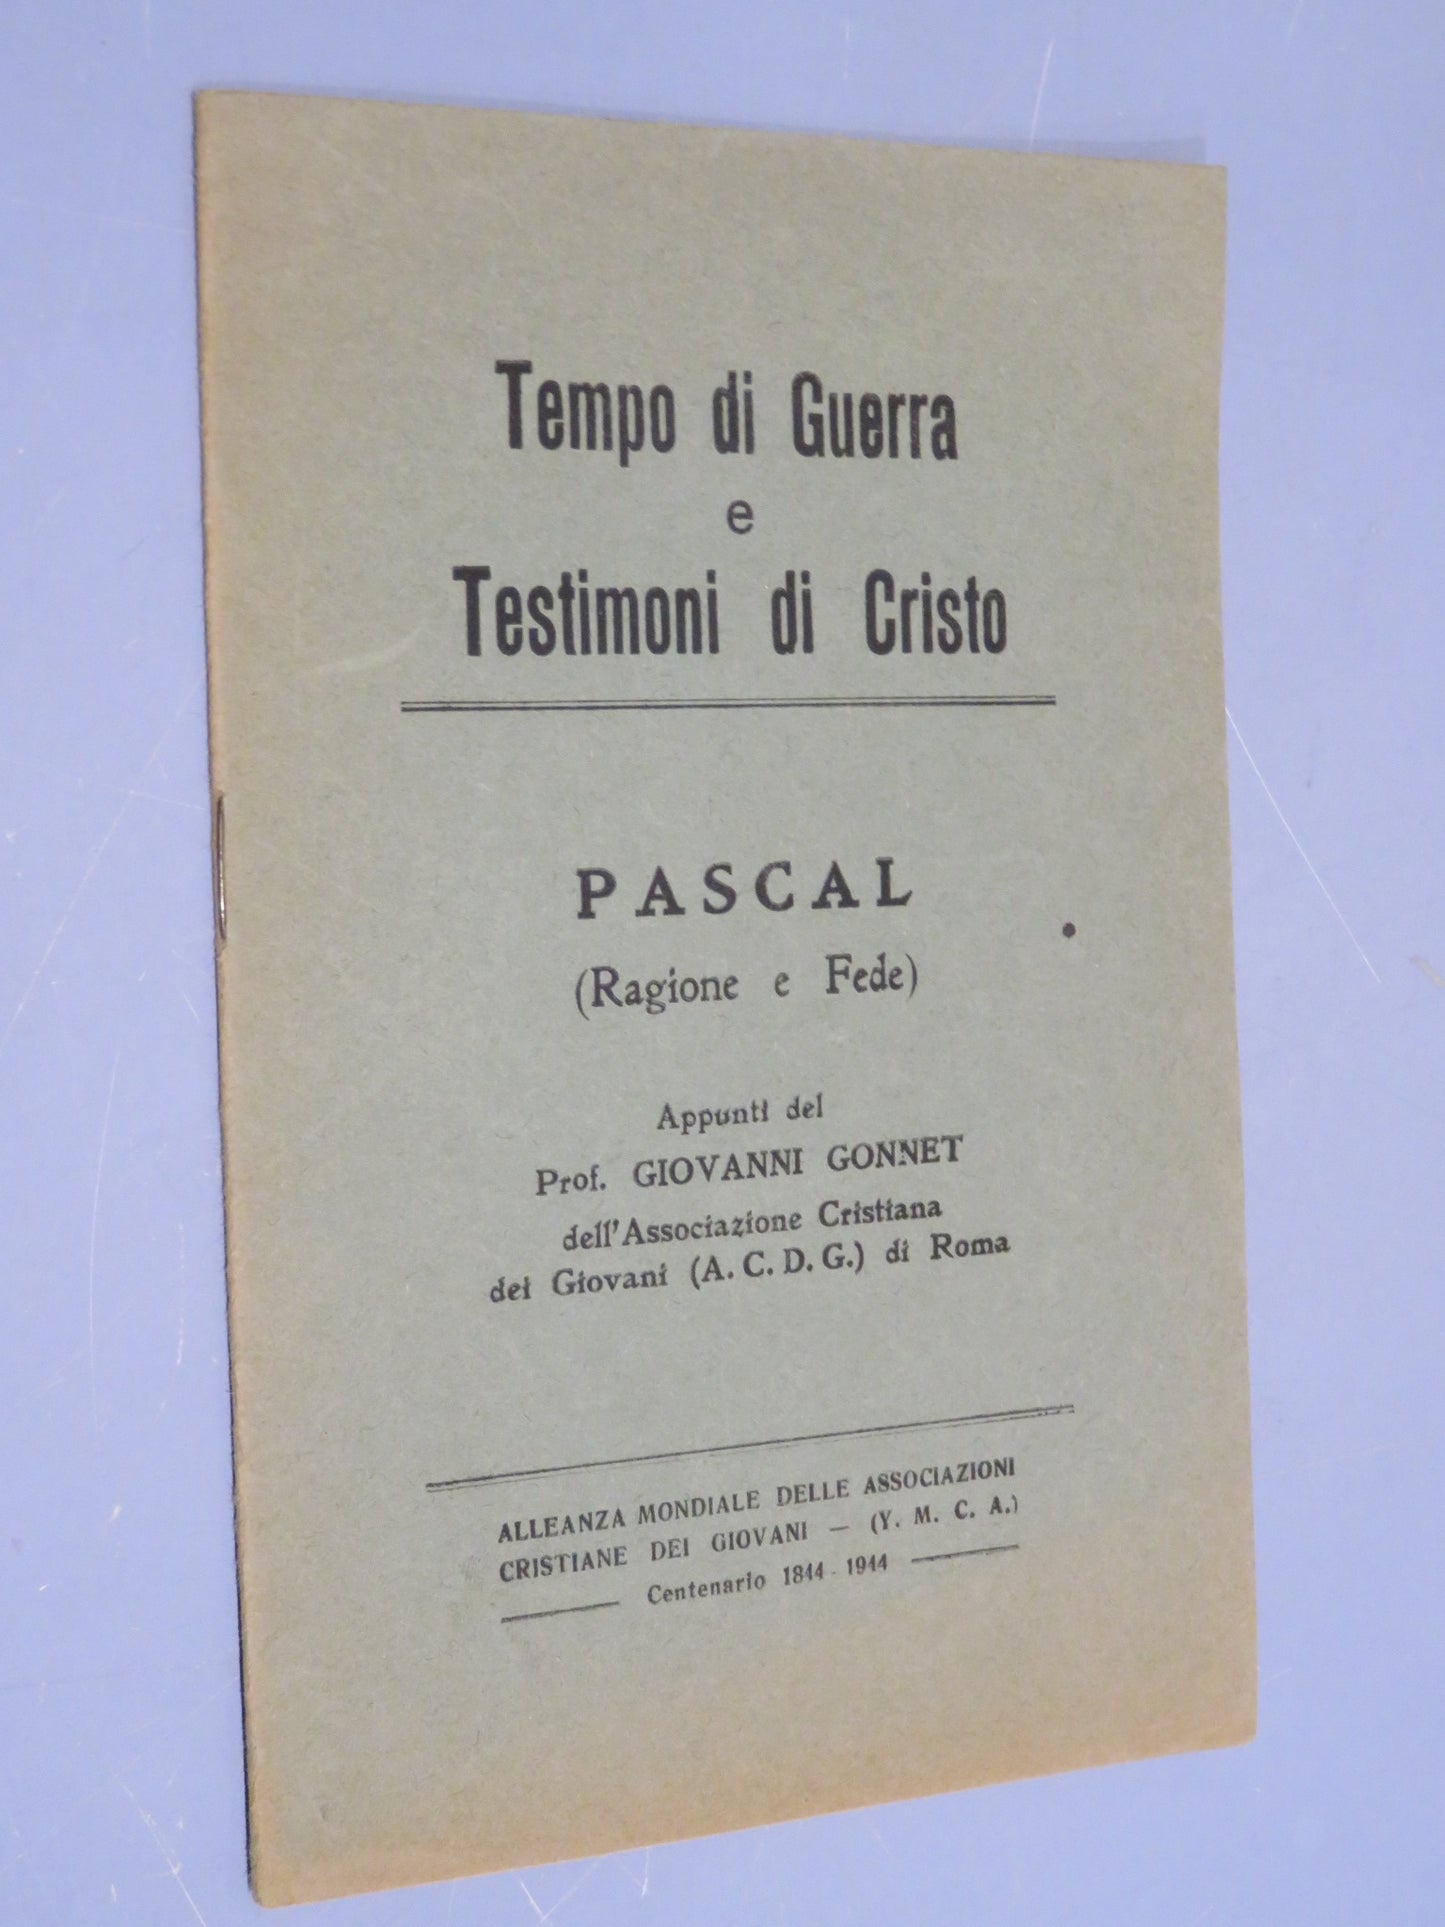 Tempo di Guerra
e
Testimoni di Cristo
PASCAL
(Ragione e Fede)
Appunti del
Prof. GIOVANNI GONNET
dell'Associazione Cristiana
dei Giovani (A. C. D. G.) di Roma
ALLEANZA MONDIALE DELLE ASSOCIAZIONI
CRISTIANE DEI GIOVANI — (Y. M. C. A.)
Centenario 1844 - 1944